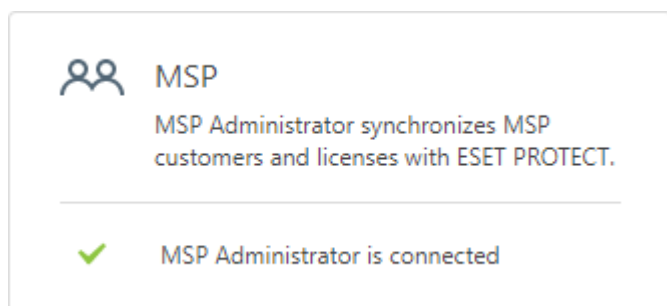 MSP
MSP Administrator synchronizes MSP
customers and licenses with ESET PROTECT.
MSP Administrator is connected